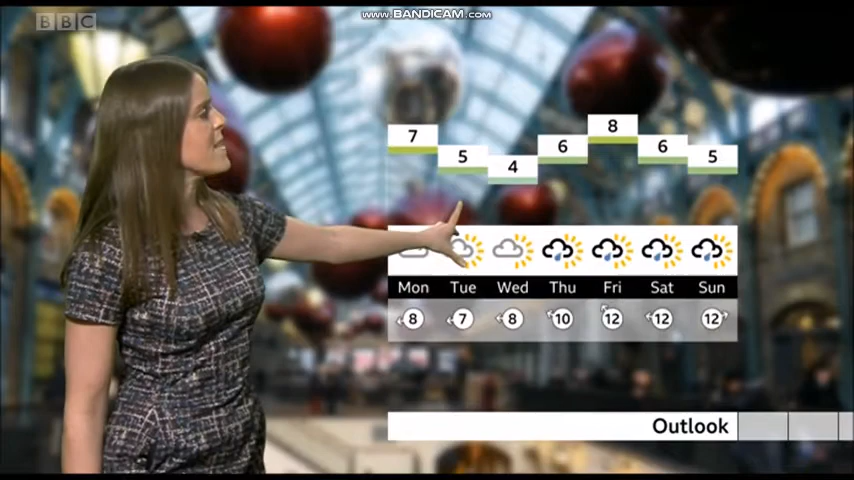 BBC
www.BANDICAM.com
7 5 4 6 8 6 5
Mon Tue Wed Thu Fri Sat Sun
8 7 8 10 12 12 12
Outlook